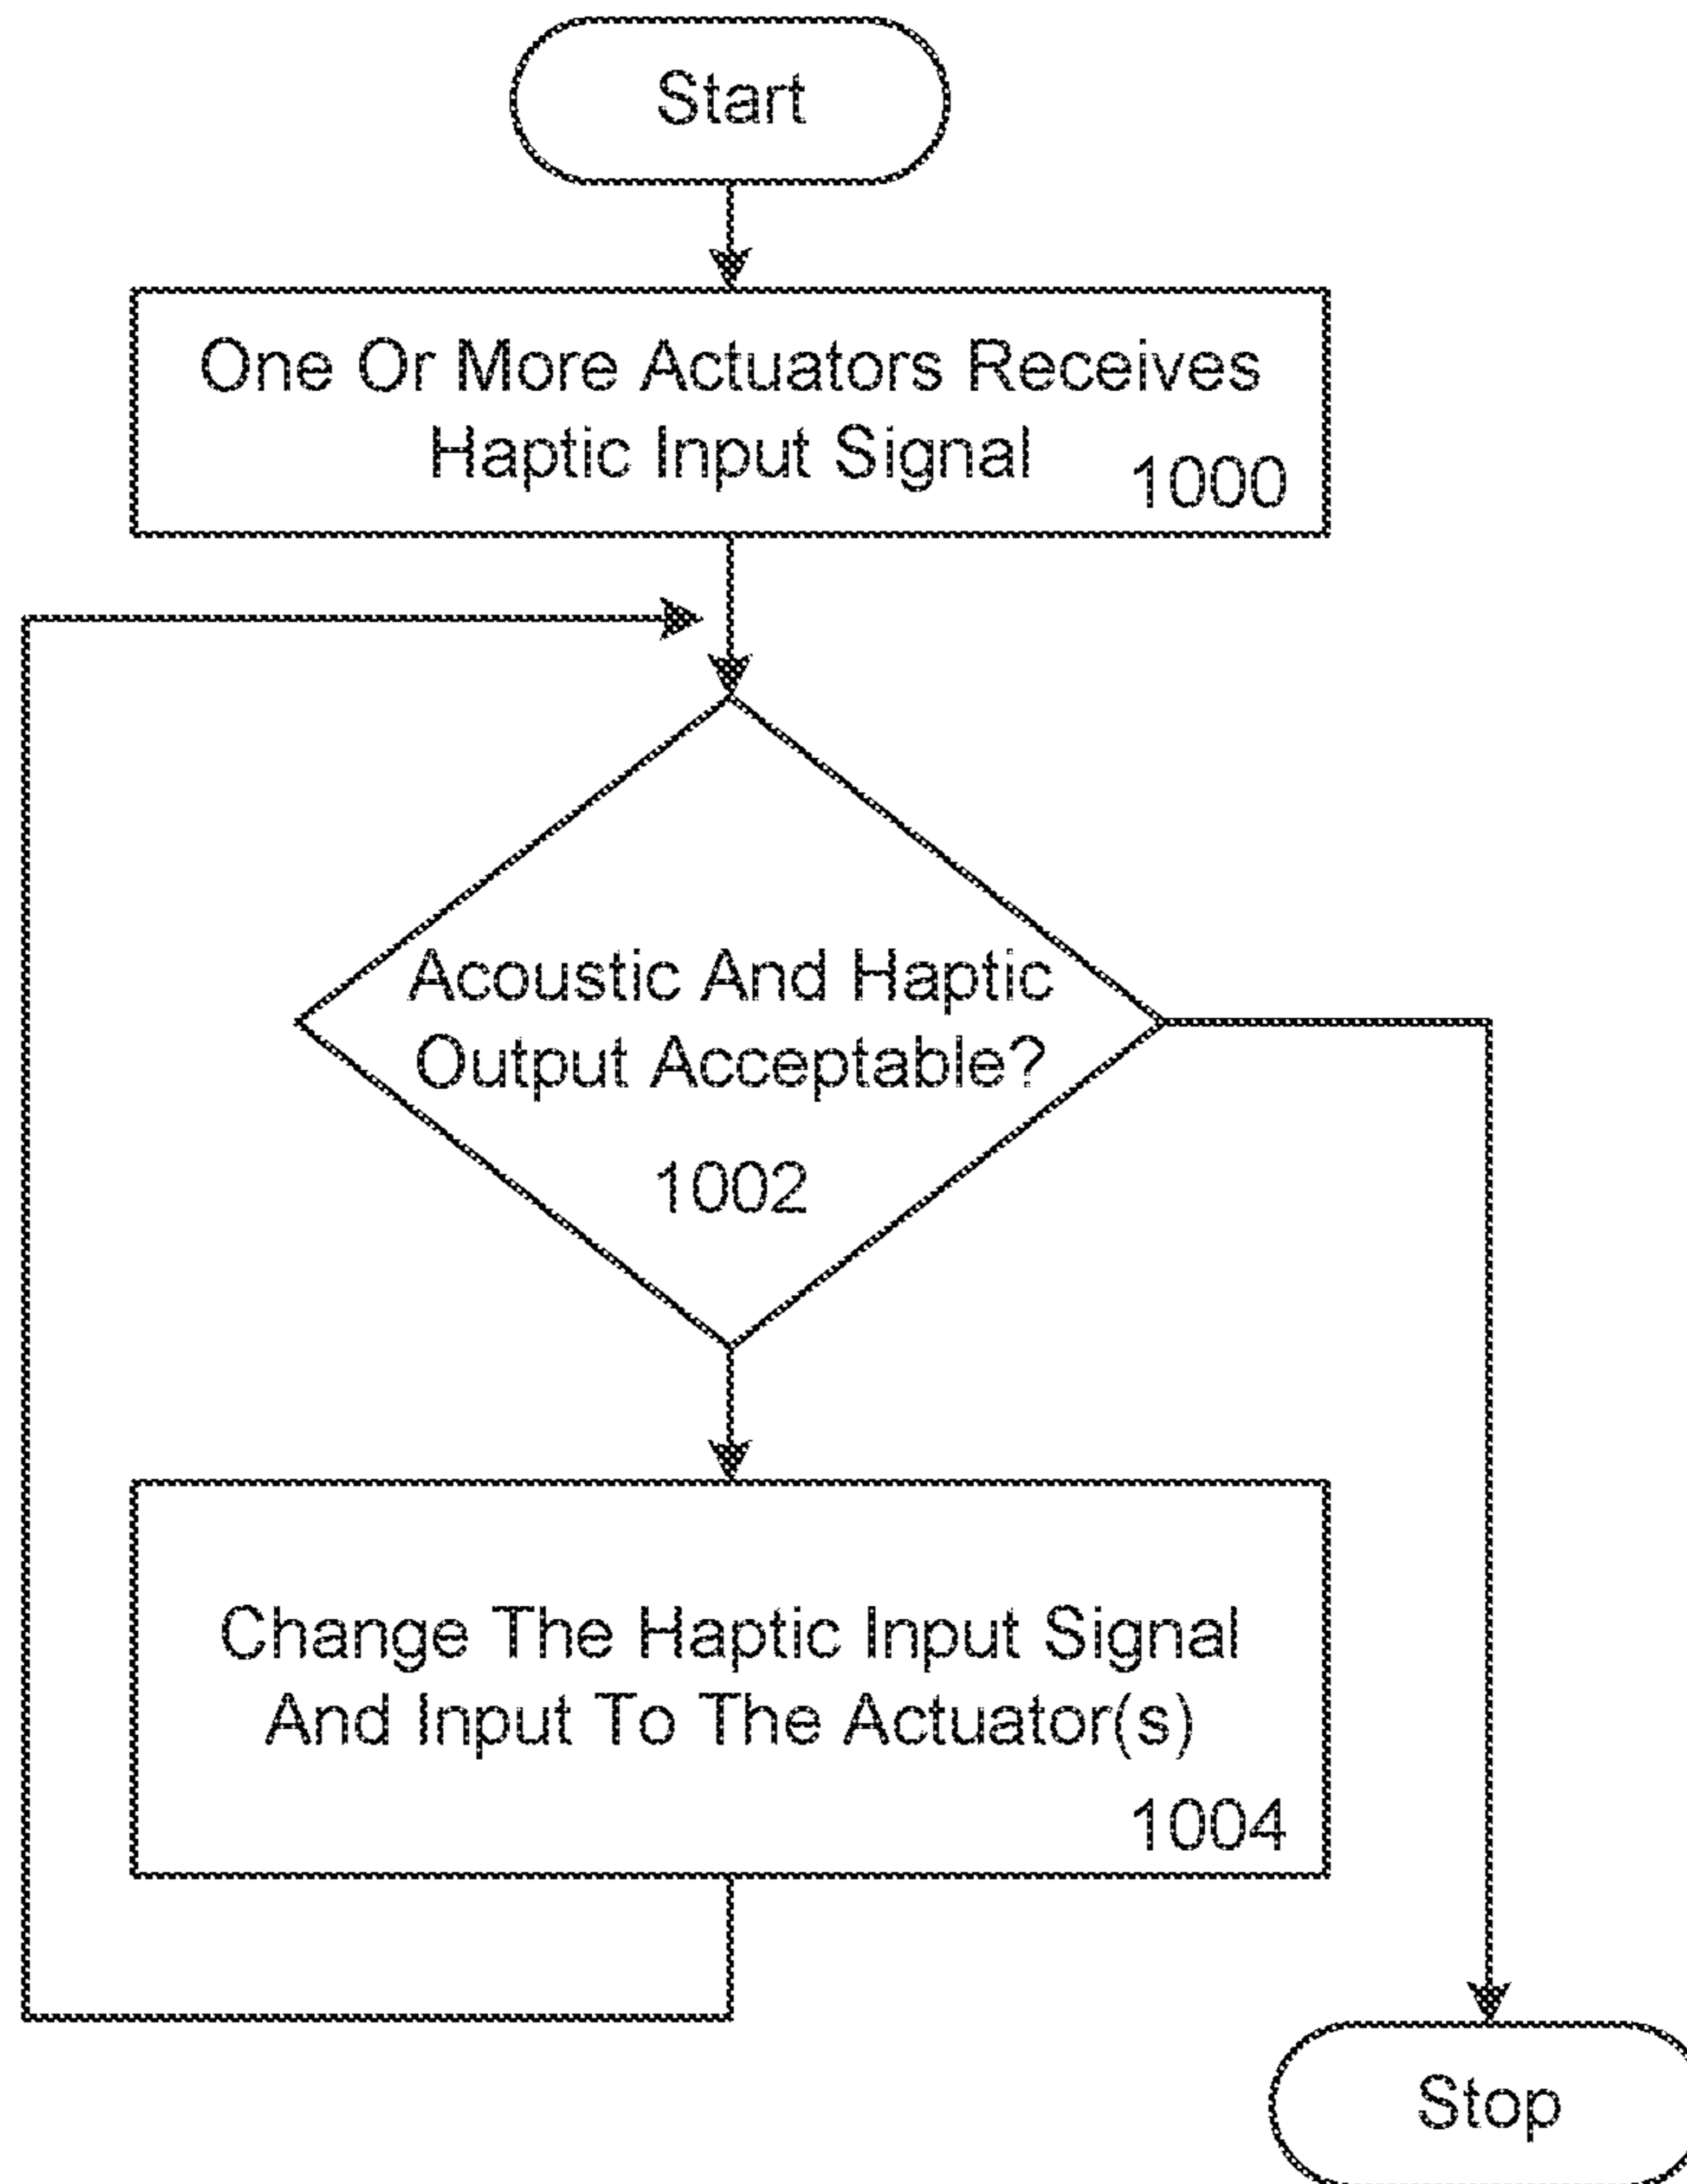 Start
One Or More Actuators Receives
Haptic Input Signal
1000
Acoustic And Haptic
Output Acceptable?
1002
Change The Haptic Input Signal
And Input To The Actuator(s)
1004
Stop